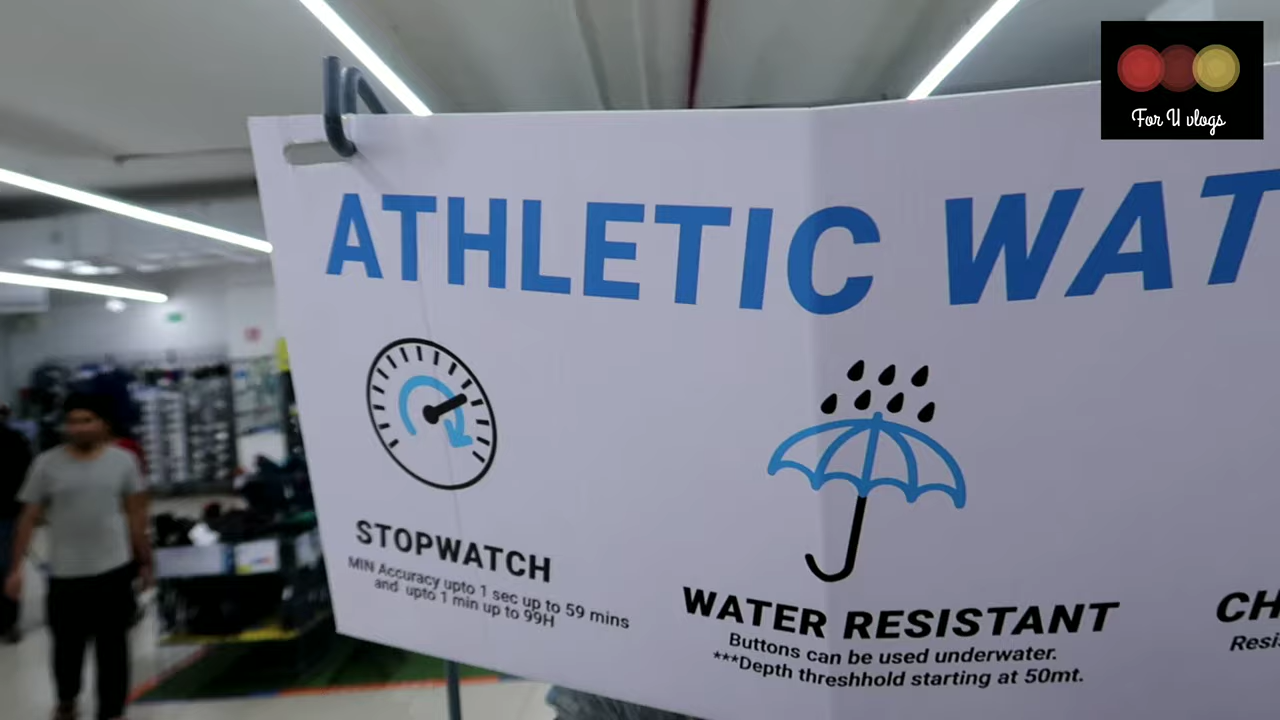 For U vlogs
ATHLETIC WAT
STOPWATCH
MIN Accuracy upto 1 sec up to 59 mins
and upto 1 min up to 99H
WATER RESISTANT
Buttons can be used underwater.
***Depth threshhold starting at 50mt.
CH
Resis